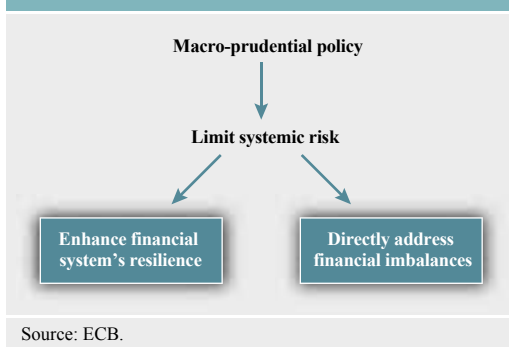 Macro-prudential policy
Limit systemic risk
Enhance financial
system's resilience
Directly address
financial imbalances
Source: ECB.